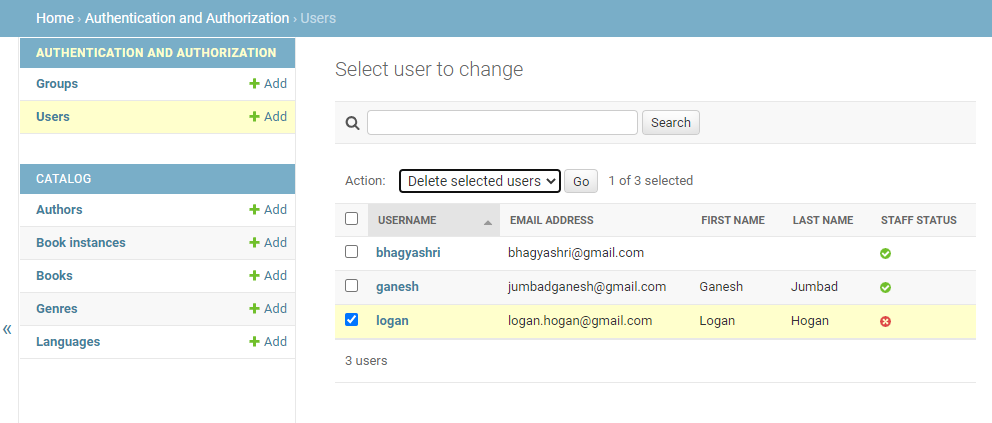 Home › Authentication and Authorization › Users
AUTHENTICATION AND AUTHORIZATION
Groups + Add
Users + Add
CATALOG
Authors + Add
Book instances + Add
Books + Add
Genres + Add
Languages + Add
«
Select user to change
Search
Action: Delete selected users Go 1 of 3 selected
USERNAME EMAIL ADDRESS FIRST NAME LAST NAME STAFF STATUS
bhagyashri bhagyashri@gmail.com
ganesh jumbadganesh@gmail.com Ganesh Jumbad
logan logan.hogan@gmail.com Logan Hogan
3 users